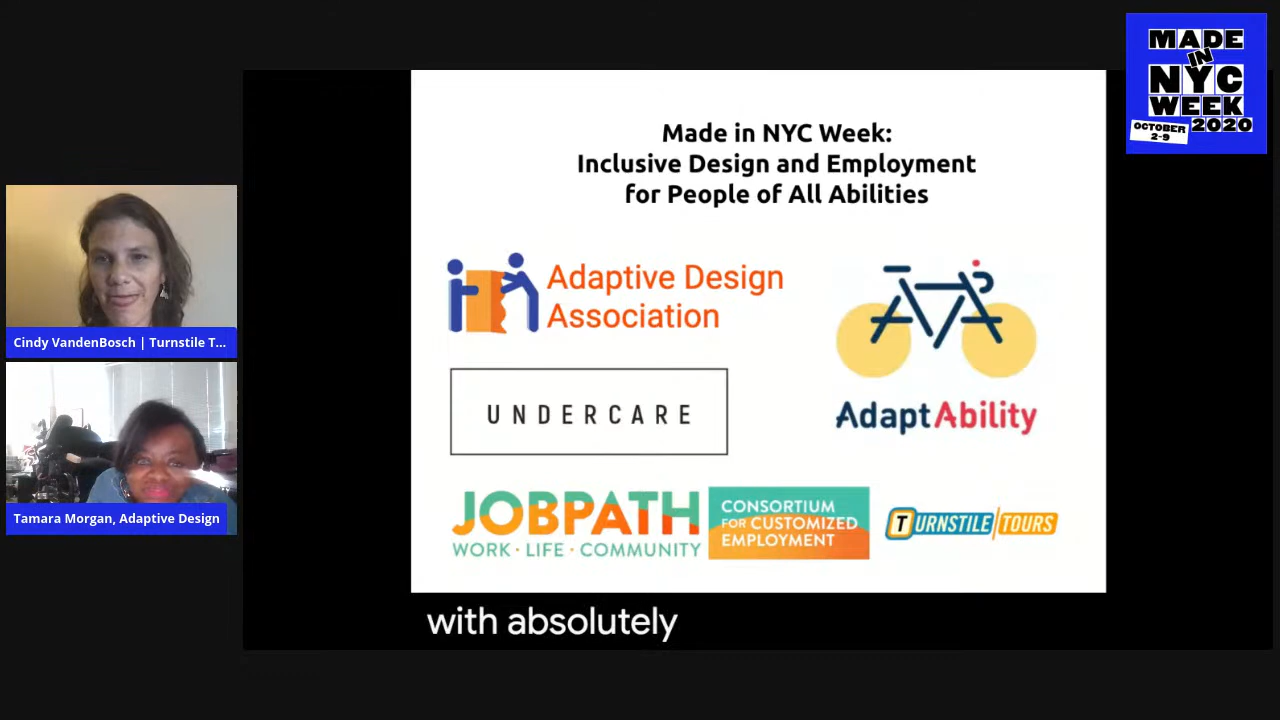 MADE
IN
NYC
WEEK
2020
OCTOBER
2-9
Made in NYC Week:
Inclusive Design and Employment
for People of All Abilities
Adaptive Design
Association
AdaptAbility
UNDERCARE
JOBPATH
WORK · LIFE · COMMUNITY
CONSORTIUM
FOR CUSTOMIZED
EMPLOYMENT
TURNSTILE TOURS
Cindy VandenBosch | Turnstile T...
Tamara Morgan, Adaptive Design
with absolutely